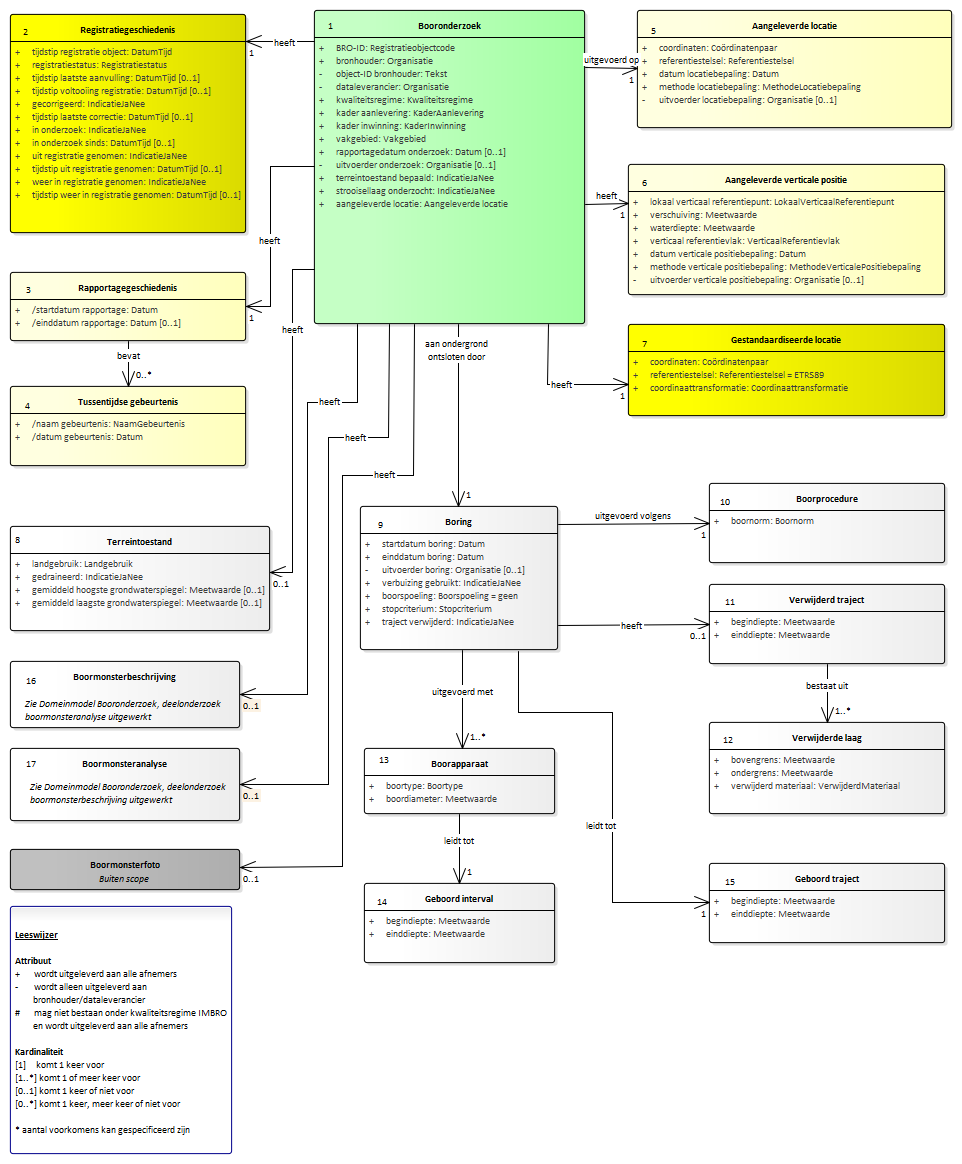 2 Registratiegeschiedenis
+ tijdstip registratie object: DatumTijd
+ registratiestatus: Registratiestatus
+ tijdstip laatste aanvulling: DatumTijd [0..1]
+ tijdstip voltooiing registratie: DatumTijd [0..1]
+ gecorrigeerd: IndicatieJaNee
+ tijdstip laatste correctie: DatumTijd [0..1]
+ in onderzoek: IndicatieJaNee
+ in onderzoek sinds: DatumTijd [0..1]
+ uit registratie genomen: IndicatieJaNee
+ tijdstip uit registratie genomen: DatumTijd [0..1]
+ weer in registratie genomen: IndicatieJaNee
+ tijdstip weer in registratie genomen: DatumTijd [0..1]
heeft
1
1 Booronderzoek
+ BRO-ID: Registratieobjectcode
+ bronhouder: Organisatie
- object-ID bronhouder: Tekst
- dataleverancier: Organisatie
+ kwaliteitsregime: Kwaliteitsregime
+ kader aanlevering: KaderAanlevering
+ kader inwinning: KaderInwinning
+ vakgebied: Vakgebied
+ rapportagedatum onderzoek: Datum [0..1]
- uitvoerder onderzoek: Organisatie [0..1]
+ terreintoestand bepaald: IndicatieJaNee
+ strooisellaag onderzocht: IndicatieJaNee
+ aangeleverde locatie: Aangeleverde locatie
uitgevoerd op
1
5 Aangeleverde locatie
+ coordinaten: Coördinatenpaar
+ referentiestelsel: Referentiestelsel
+ datum locatiebepaling: Datum
+ methode locatiebepaling: MethodeLocatiebepaling
- uitvoerder locatiebepaling: Organisatie [0..1]
heeft
1
6 Aangeleverde verticale positie
+ lokaal verticaal referentiepunt: LokaalVerticaalReferentiepunt
+ verschuiving: Meetwaarde
+ waterdiepte: Meetwaarde
+ verticaal referentievlak: VerticaalReferentievlak
+ datum verticale positiebepaling: Datum
+ methode verticale positiebepaling: MethodeVerticalePositiebepaling
- uitvoerder verticale positiebepaling: Organisatie [0..1]
heeft
1
3 Rapportagegeschiedenis
+ /startdatum rapportage: Datum
+ /einddatum rapportage: Datum [0..1]
bevat
0..*
4 Tussentijdse gebeurtenis
+ /naam gebeurtenis: NaamGebeurtenis
+ /datum gebeurtenis: Datum
heeft
1
7 Gestandaardiseerde locatie
+ coordinaten: Coördinatenpaar
+ referentiestelsel: Referentiestelsel = ETRS89
+ coordinaattransformatie: Coordinaattransformatie
heeft
0..1
8 Terreintoestand
+ landgebruik: Landgebruik
+ gedraineerd: IndicatieJaNee
+ gemiddeld hoogste grondwaterspiegel: Meetwaarde [0..1]
+ gemiddeld laagste grondwaterspiegel: Meetwaarde [0..1]
aan ondergrond
ontsloten door
1
9 Boring
+ startdatum boring: Datum
+ einddatum boring: Datum
- uitvoerder boring: Organisatie [0..1]
+ verbuizing gebruikt: IndicatieJaNee
+ boorspoeling: Boorspoeling = geen
+ stopcriterium: Stopcriterium
+ traject verwijderd: IndicatieJaNee
uitgevoerd volgens
1
10 Boorprocedure
+ boornorm: Boornorm
heeft
0..1
11 Verwijderd traject
+ begindiepte: Meetwaarde
+ einddiepte: Meetwaarde
bestaat uit
1..*
12 Verwijderde laag
+ bovengrens: Meetwaarde
+ ondergrens: Meetwaarde
+ verwijderd materiaal: VerwijderdMateriaal
heeft
0..1
16 Boormonsterbeschrijving
Zie Domeinmodel Booronderzoek, deelonderzoek
boormonsteranalyse uitgewerkt
heeft
0..1
17 Boormonsteranalyse
Zie Domeinmodel Booronderzoek, deelonderzoek
boormonsterbeschrijving uitgewerkt
heeft
0..1
Boormonsterfoto
Buiten scope
uitgevoerd met
1..*
13 Boorapparaat
+ boortype: Boortype
+ boordiameter: Meetwaarde
leidt tot
1
14 Geboord interval
+ begindiepte: Meetwaarde
+ einddiepte: Meetwaarde
leidt tot
1
15 Geboord traject
+ begindiepte: Meetwaarde
+ einddiepte: Meetwaarde
Leeswijzer
Attribuut
+ wordt uitgeleverd aan alle afnemers
- wordt alleen uitgeleverd aan
bronhouder/dataleverancier
# mag niet bestaan onder kwaliteitsregime IMBRO
en wordt uitgeleverd aan alle afnemers
Kardinaliteit
[1] komt 1 keer voor
[1..*] komt 1 of meer keer voor
[0..1] komt 1 keer of niet voor
[0..*] komt 1 keer, meer keer of niet voor
* aantal voorkomens kan gespecificeerd zijn